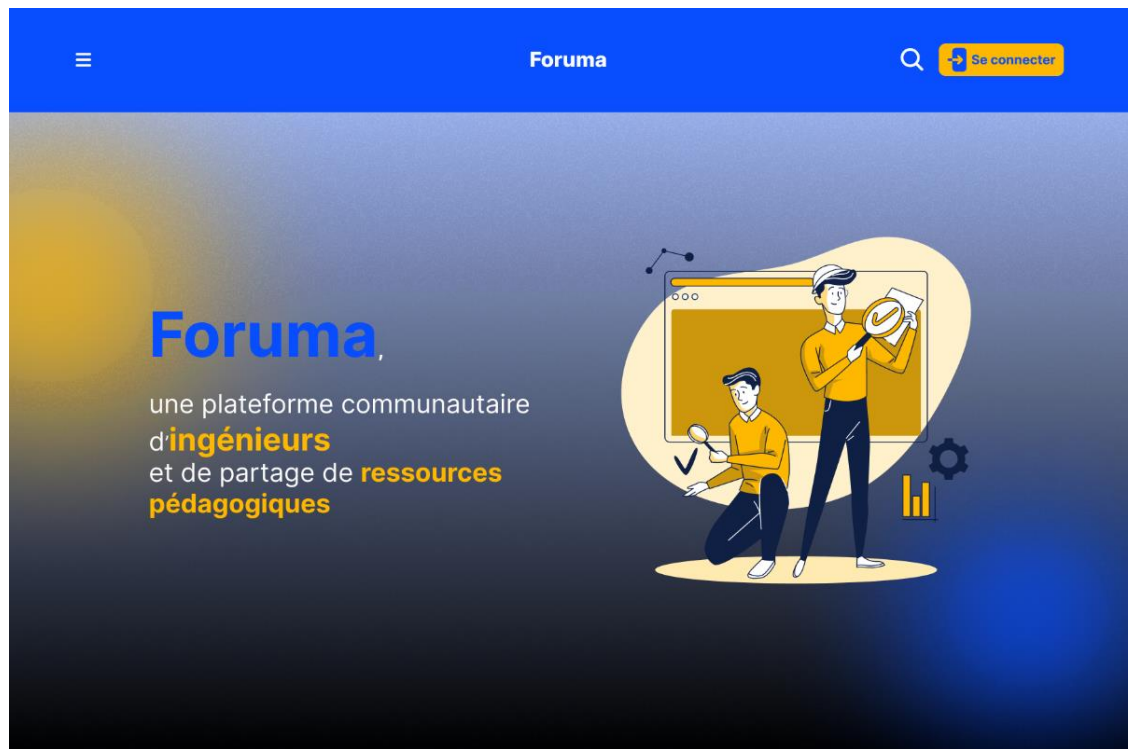 Foruma
Se connecter
Foruma,
une plateforme communautaire
d'ingénieurs
et de partage de ressources
pédagogiques